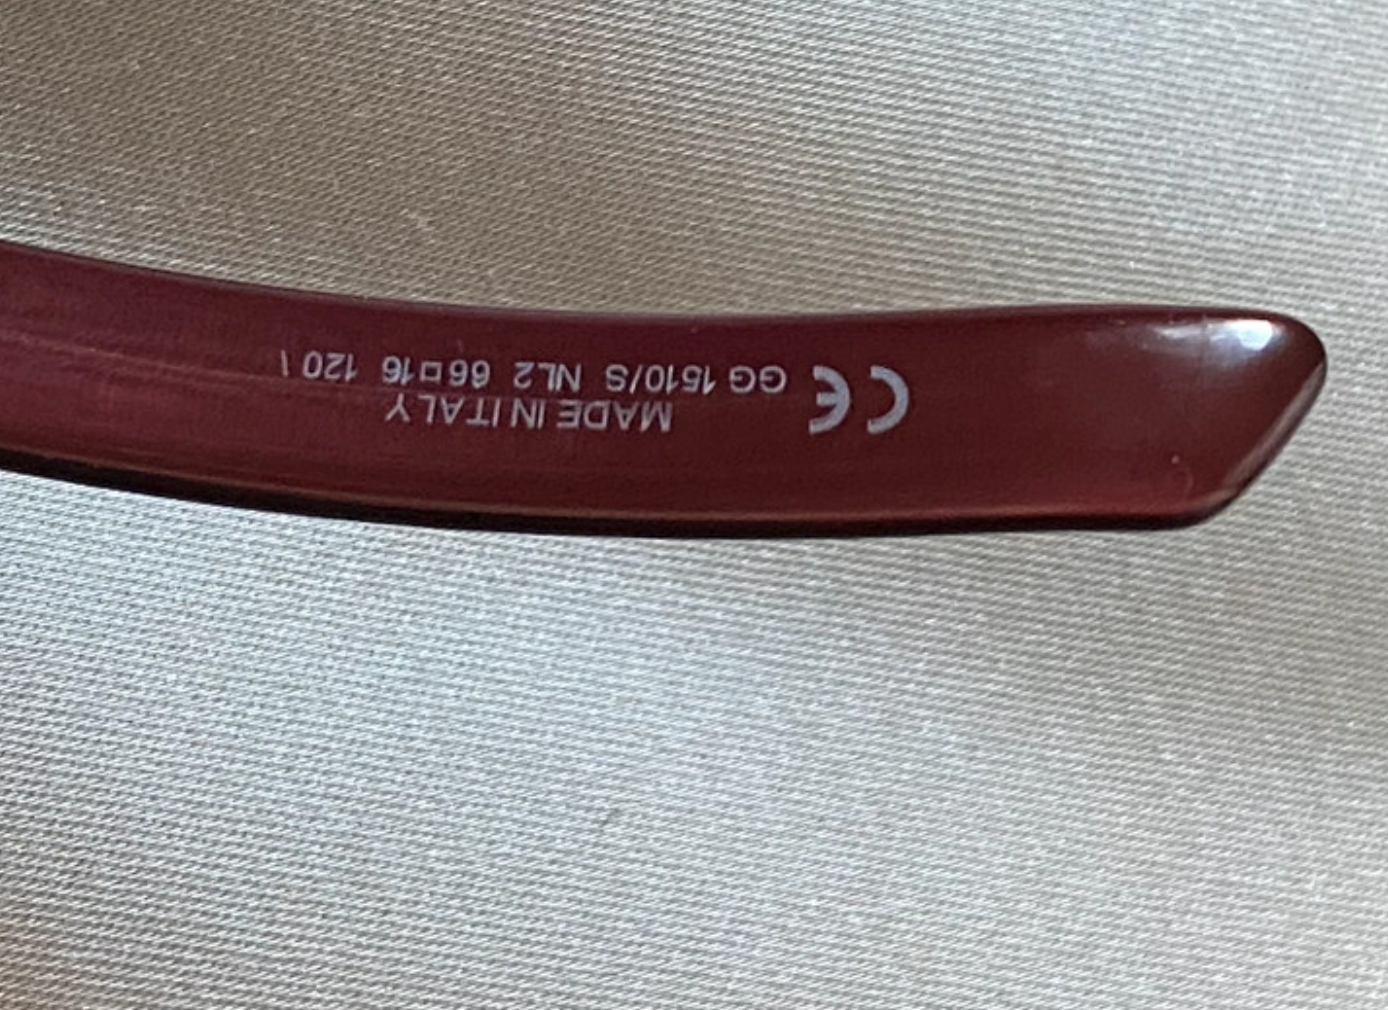 CE GG 1510/S NL2 66□16 120 \
MADE IN ITALY